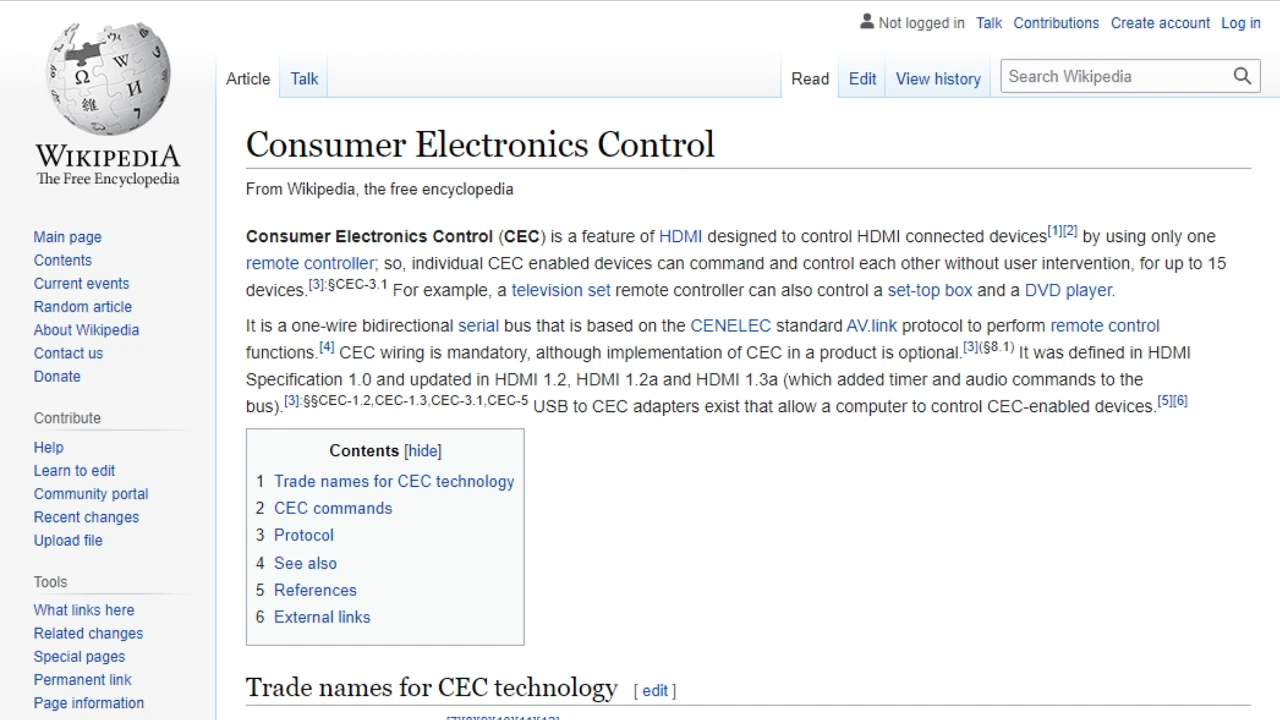 Not logged in Talk Contributions Create account Log in
Article Talk Read Edit View history Search Wikipedia
WIKIPEDIA
The Free Encyclopedia
Consumer Electronics Control
From Wikipedia, the free encyclopedia
Consumer Electronics Control (CEC) is a feature of HDMI designed to control HDMI connected devices[1][2] by using only one
remote controller; so, individual CEC enabled devices can command and control each other without user intervention, for up to 15
devices.[3]:§CEC-3.1 For example, a television set remote controller can also control a set-top box and a DVD player.
It is a one-wire bidirectional serial bus that is based on the CENELEC standard AV.link protocol to perform remote control
functions.[4] CEC wiring is mandatory, although implementation of CEC in a product is optional.[3](§8.1) It was defined in HDMI
Specification 1.0 and updated in HDMI 1.2, HDMI 1.2a and HDMI 1.3a (which added timer and audio commands to the
bus).[3]:§§CEC-1.2,CEC-1.3,CEC-3.1,CEC-5 USB to CEC adapters exist that allow a computer to control CEC-enabled devices.[5][6]
Contents [hide]
1 Trade names for CEC technology
2 CEC commands
3 Protocol
4 See also
5 References
6 External links
Trade names for CEC technology [ edit ]
Main page
Contents
Current events
Random article
About Wikipedia
Contact us
Donate
Contribute
Help
Learn to edit
Community portal
Recent changes
Upload file
Tools
What links here
Related changes
Special pages
Permanent link
Page information